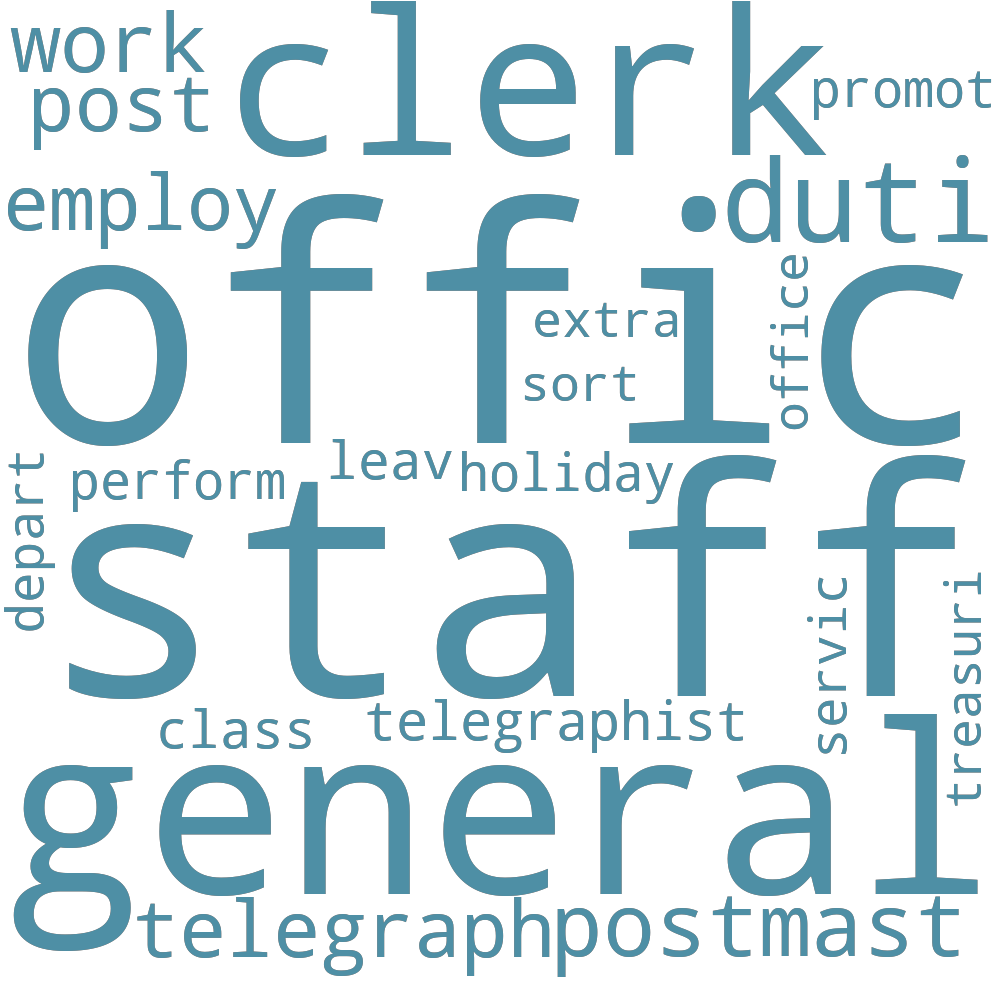 work
clerk
post
promot
employ
duti
offic
office
extra
sort
leav
holiday
perform
depart
staff
servic
treasuri
class
telegraphist
general
telegraph
postmast